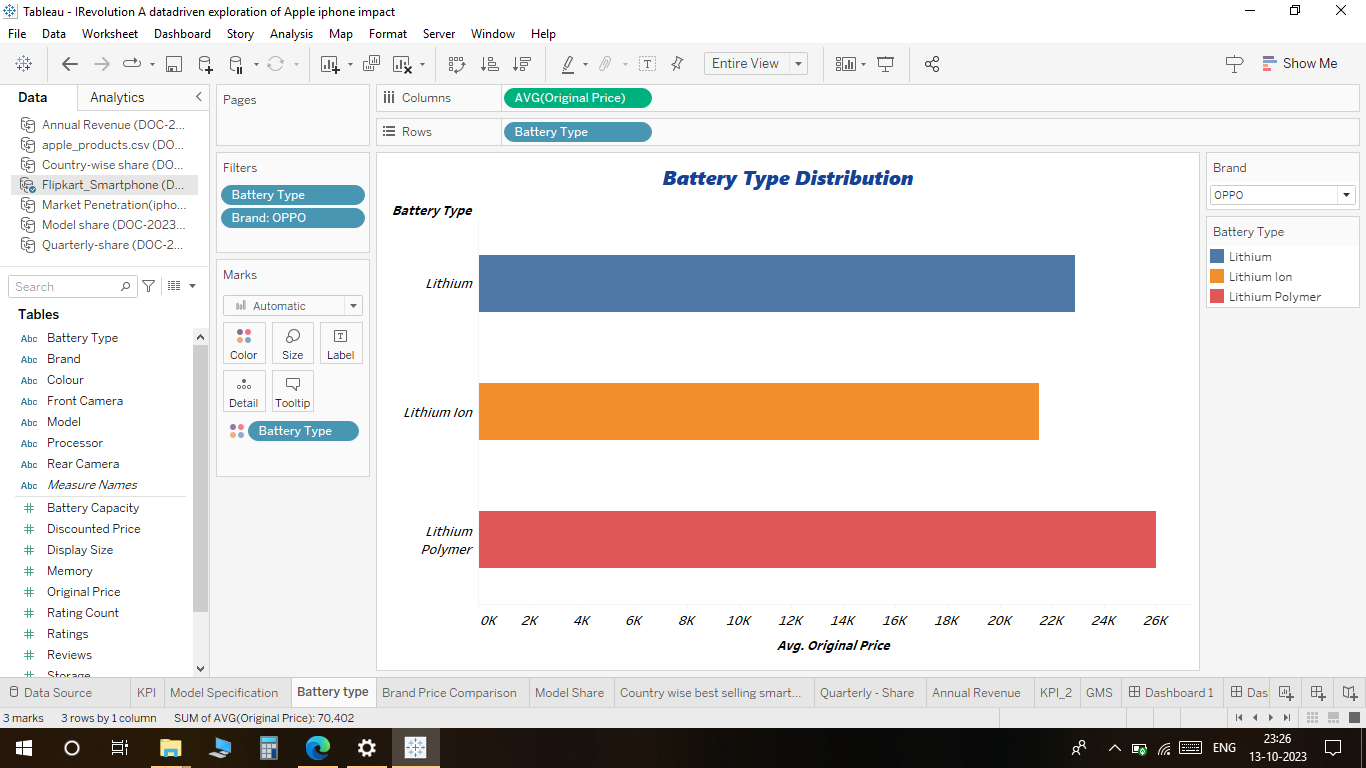 Tableau - IRevolution A datadriven exploration of Apple iphone impact
File Data Worksheet Dashboard Story Analysis Map Format Server Window Help
Entire View
Show Me
Data Analytics
Annual Revenue (DOC-2...
apple_products.csv (DO...
Country-wise share (DO...
Flipkart_Smartphone (D...
Market Penetration(ipho...
Model share (DOC-2023...
Quarterly-share (DOC-2...
Search
Tables
Abc Battery Type
Abc Brand
Abc Colour
Abc Front Camera
Abc Model
Abc Processor
Abc Rear Camera
Abc Measure Names
# Battery Capacity
# Discounted Price
# Display Size
# Memory
# Original Price
# Rating Count
# Ratings
# Reviews
# Storage
Pages
Filters
Battery Type
Brand: OPPO
Marks
Automatic
Color Size Label
Detail Tooltip
Battery Type
Columns AVG(Original Price)
Rows Battery Type
Battery Type Distribution
Battery Type
Lithium
Lithium Ion
Lithium
Polymer
0K 2K 4K 6K 8K 10K 12K 14K 16K 18K 20K 22K 24K 26K
Avg. Original Price
Brand
OPPO
Battery Type
Lithium
Lithium Ion
Lithium Polymer
Data Source KPI Model Specification Battery type Brand Price Comparison Model Share Country wise best selling smart... Quarterly - Share Annual Revenue KPI_2 GMS Dashboard 1 Das
3 marks 3 rows by 1 column SUM of AVG(Original Price): 70,402
ENG
23:26
13-10-2023